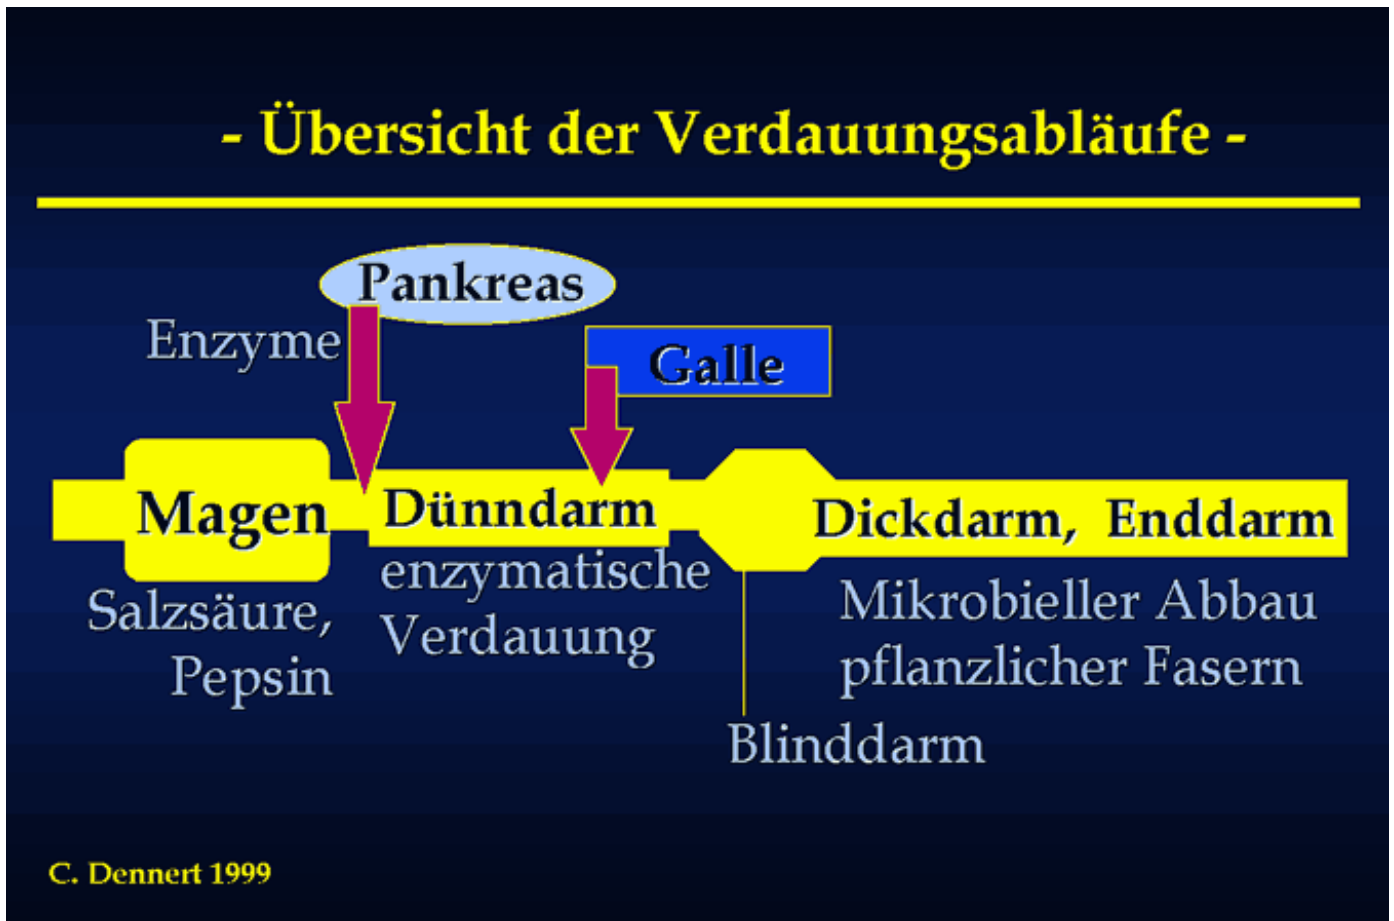 - Übersicht der Verdauungsabläufe -
Pankreas
Enzyme
Galle
Magen
Dünndarm
Dickdarm, Enddarm
Salzsäure,
Pepsin
enzymatische
Verdauung
Mikrobieller Abbau
pflanzlicher Fasern
Blinddarm
C. Dennert 1999